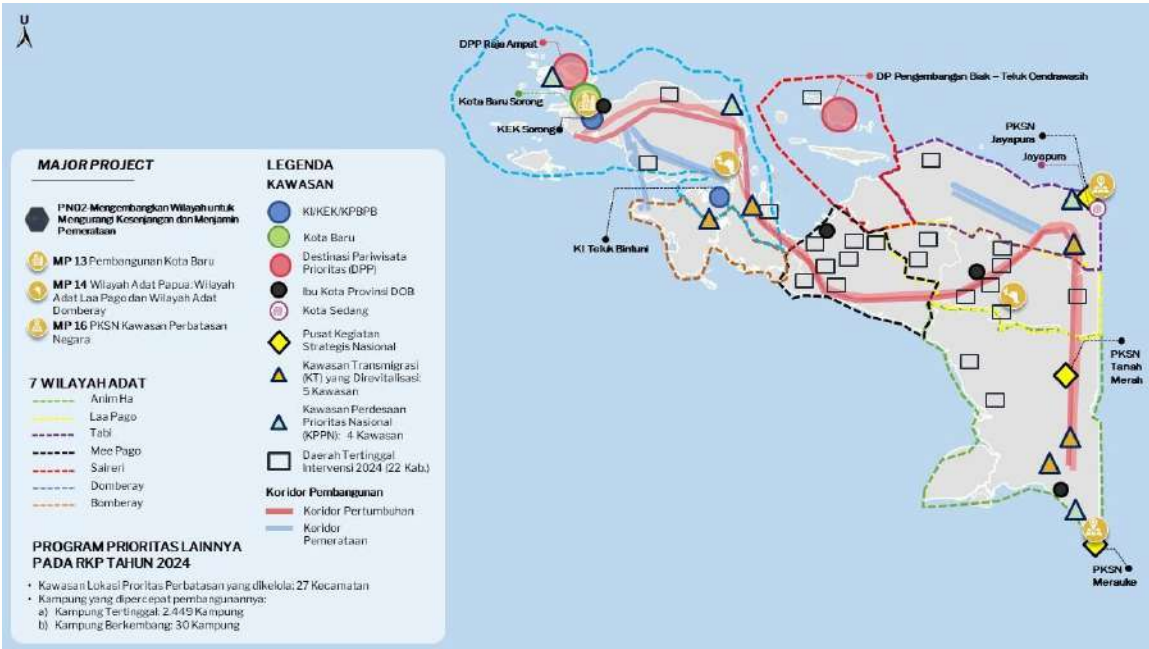 U
DPP Raja Ampat
Kota Baru Sorong
KEK Sorong
DP Pengembangan Biak – Teluk Cendrawasih
PKSN
Jayapura
Jayapura
KI Teluk Bintuni
PKSN
Tanah
Merah
PKSN
Merauke
MAJOR PROJECT
PN02-Mengembangkan Wilayah untuk
Mengurangi Kesenjangan dan Menjamin
Pemerataan
MP 13 Pembangunan Kota Baru
MP 14 Wilayah Adat Papua: Wilayah
Adat Laa Pago dan Wilayah Adat
Domberay
MP 16 PKSN Kawasan Perbatasan
Negara
7 WILAYAH ADAT
Anim Ha
Laa Pago
Tabi
Mee Pago
Saireri
Domberay
Bomberay
LEGENDA
KAWASAN
KI/KEK/KPBPB
Kota Baru
Destinasi Pariwisata
Prioritas (DPP)
Ibu Kota Provinsi DOB
Kota Sedang
Pusat Kegiatan
Strategis Nasional
Kawasan Transmigrasi
(KT) yang Direvitalisasi:
5 Kawasan
Kawasan Perdesaan
Prioritas Nasional
(KPPN): 4 Kawasan
Daerah Tertinggal
Intervensi 2024 (22 Kab.)
Koridor Pembangunan
Koridor Pertumbuhan
Koridor
Pemerataan
PROGRAM PRIORITAS LAINNYA
PADA RKP TAHUN 2024
• Kawasan Lokasi Proritas Perbatasan yang dikelola: 27 Kecamatan
• Kampung yang dipercepat pembangunannya:
a) Kampung Tertinggal: 2.449 Kampung
b) Kampung Berkembang: 30 Kampung